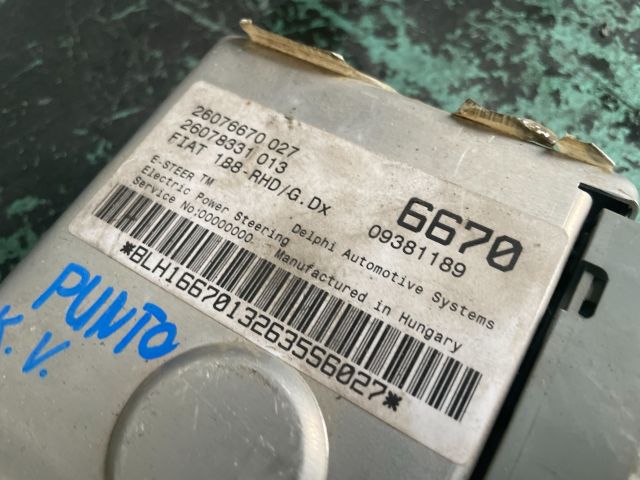 26076670 027
26078331 013
FIAT 188-RHD/G.DX
6670
09381189
E-STEER TM
Electric Power Steering Delphi Automotive Systems
Service No:00000000 Manufactured in Hungary
*BLH1667013263556027*
PUNTO
K.V.